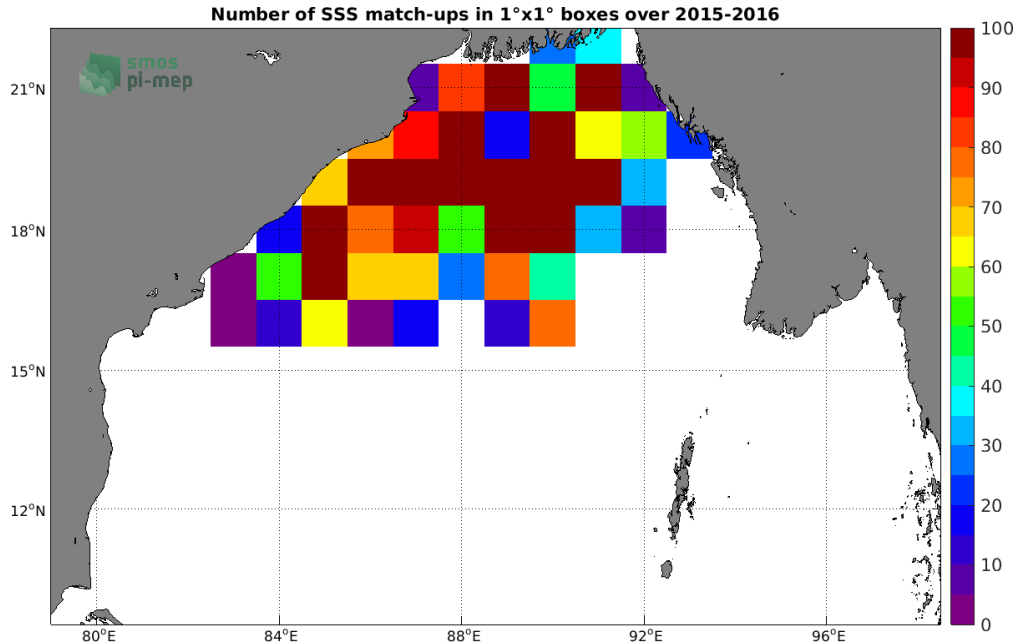 Number of SSS match-ups in 1°x1° boxes over 2015-2016
smos
pi-mep
21°N
18°N
15°N
12°N
80°E
84°E
88°E
92°E
96°E
100
90
80
70
60
50
40
30
20
10
0